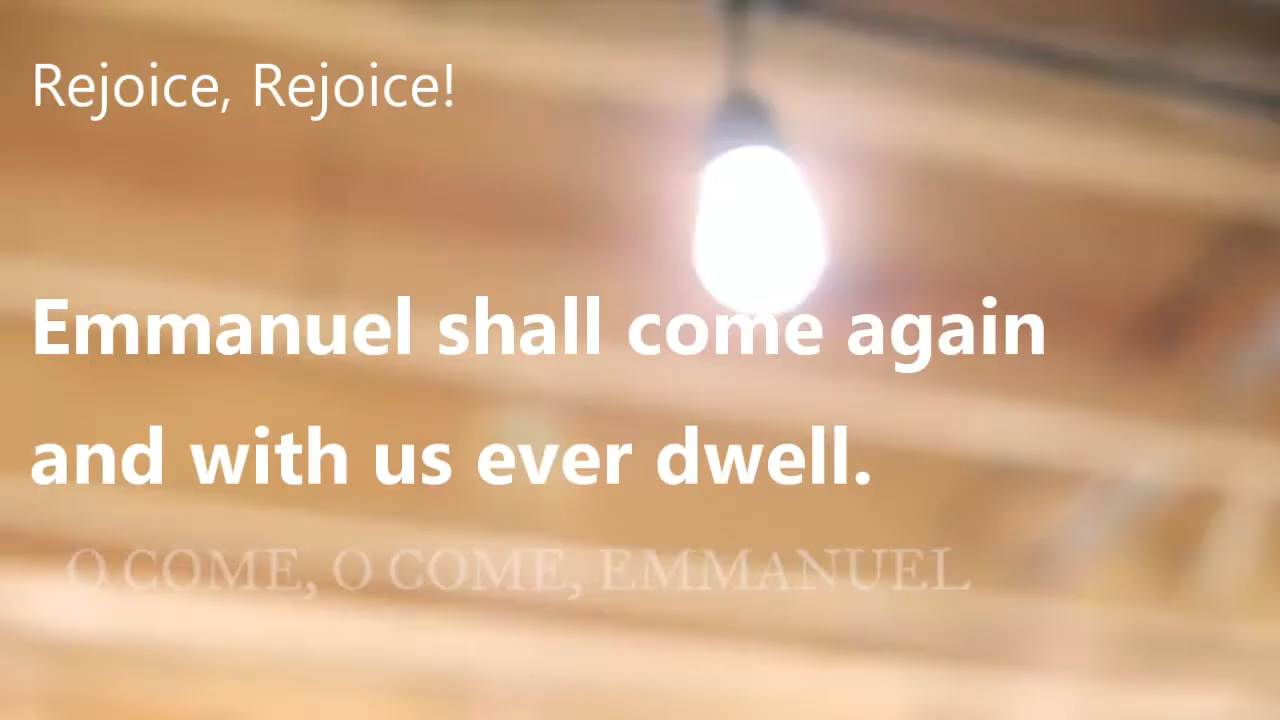 Rejoice, Rejoice!
Emmanuel shall come again
and with us ever dwell.
O COME, O COME, EMMANUEL